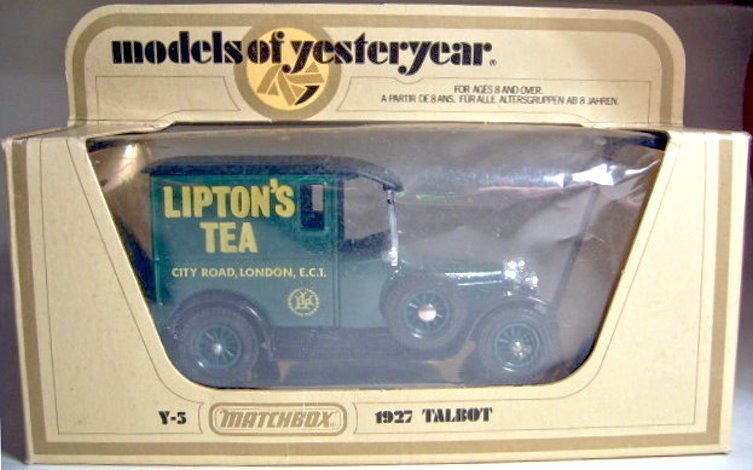 models of yesteryear®
FOR AGES 8 AND OVER.
A PARTIR DE 8 ANS. FÜR ALLE ALTERSGRUPPEN AB 8 JAHREN.
LIPTON'S
TEA
CITY ROAD, LONDON, E.C.1.
Y-5 MATCHBOX® 1927 TALBOT